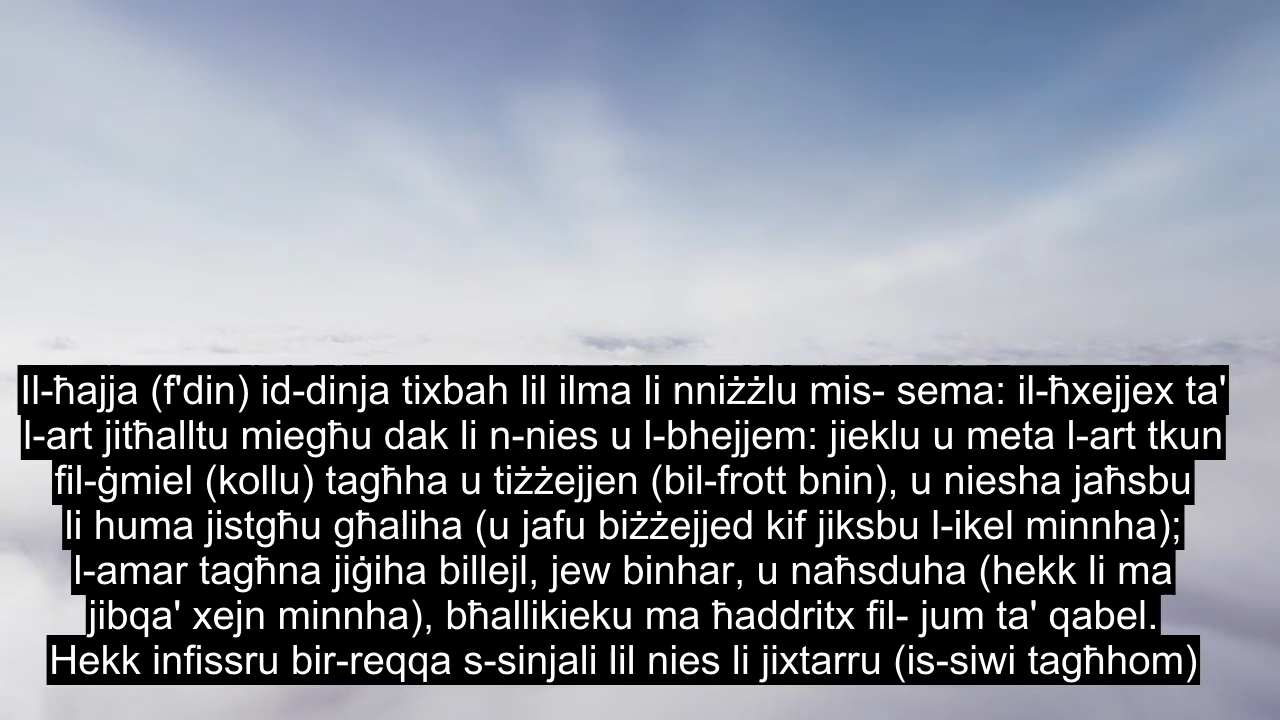 Il-ħajja (f'din) id-dinja tixbah lil ilma li nniżżlu mis- sema: il-ħxejjex ta'
l-art jitħalltu miegħu dak li n-nies u l-bhejjem: jieklu u meta l-art tkun
fil-ġmiel (kollu) tagħha u tiżżejjen (bil-frott bnin), u niesha jaħsbu
li huma jistgħu għaliha (u jafu biżżejjed kif jiksbu l-ikel minnha);
l-amar tagħna jiġiha billejl, jew binhar, u naħsduha (hekk li ma
jibqa' xejn minnha), bħallikieku ma ħaddritx fil- jum ta' qabel.
Hekk infissru bir-reqqa s-sinjali lil nies li jixtarru (is-siwi tagħhom)